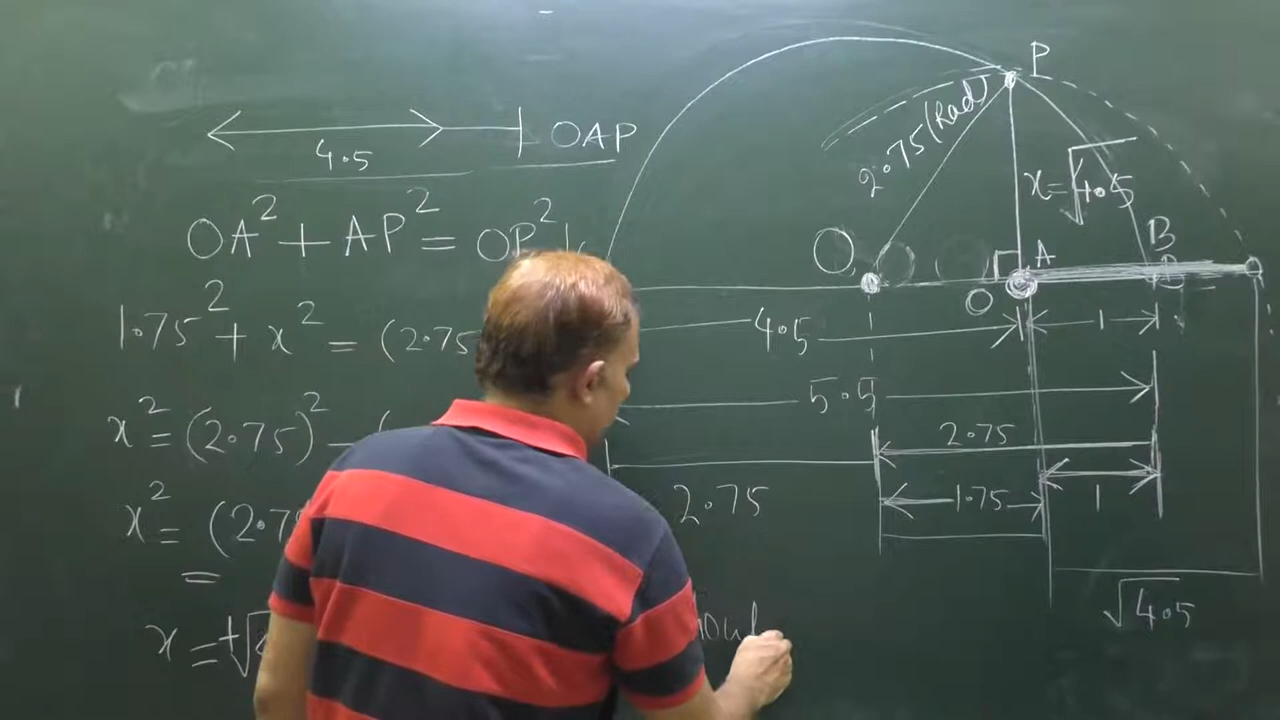 4.5
OAP
OA² + AP² = OP²
1.75² + x² = (2.75
x² = (2.75)² – (
x² = (2.75
=
x = +√
P
2.75 (Rad)
x = √4.5
O
A
B
O
4.5
1
5.5
2.75
1.75
1
2.75
√4.5